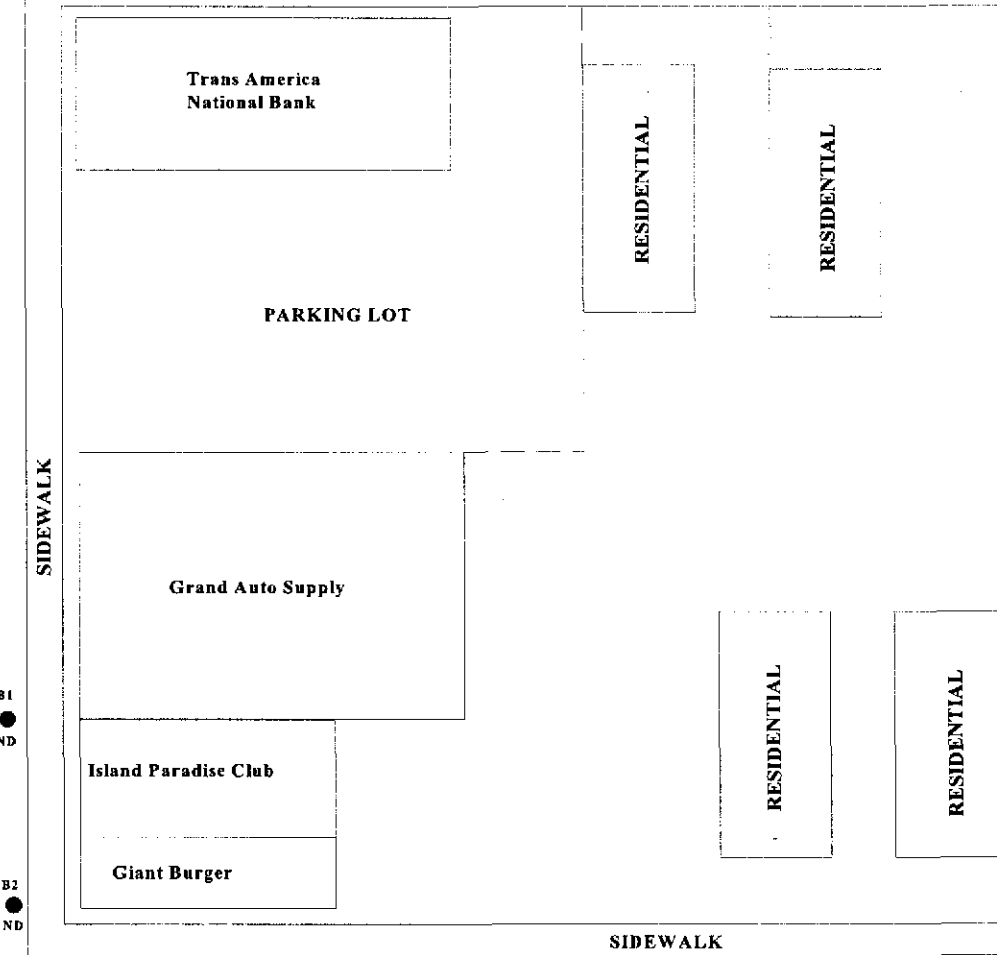 Trans America
National Bank
RESIDENTIAL
RESIDENTIAL
PARKING LOT
SIDEWALK
Grand Auto Supply
B1
ND
Island Paradise Club
RESIDENTIAL
RESIDENTIAL
Giant Burger
B2
ND
SIDEWALK